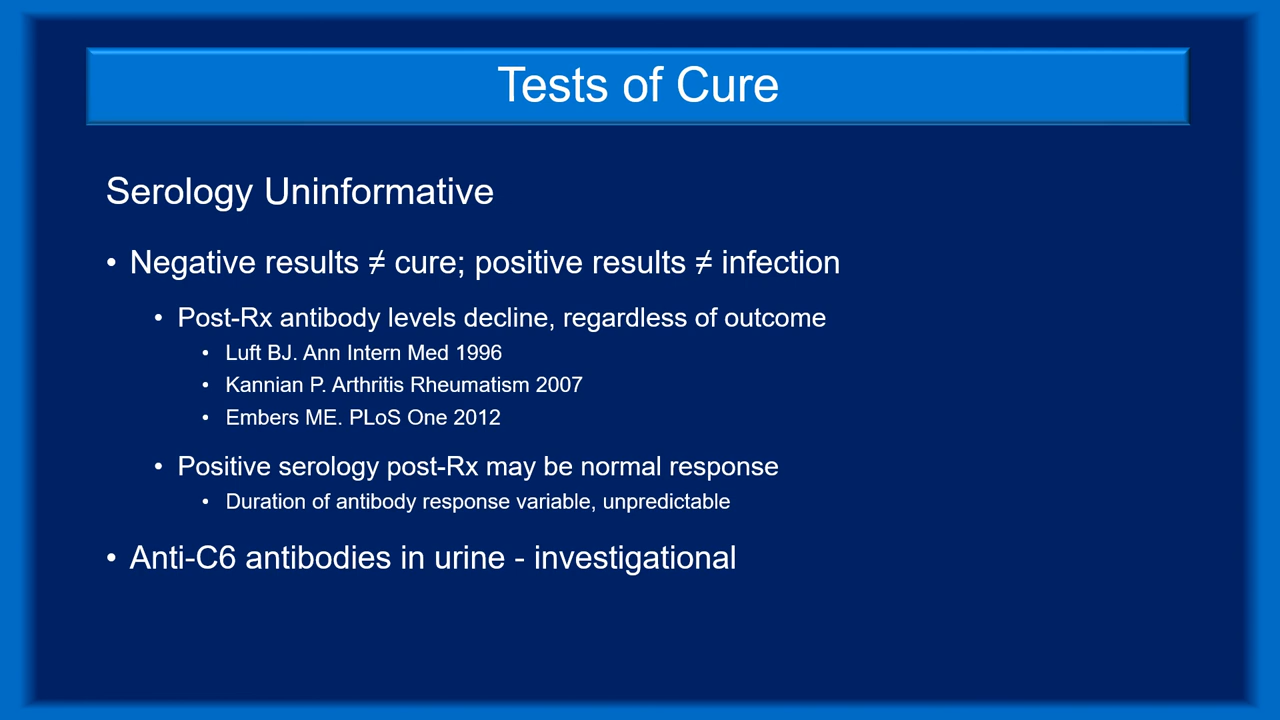 Tests of Cure
Serology Uninformative
• Negative results ≠ cure; positive results ≠ infection
• Post-Rx antibody levels decline, regardless of outcome
• Luft BJ. Ann Intern Med 1996
• Kannian P. Arthritis Rheumatism 2007
• Embers ME. PLoS One 2012
• Positive serology post-Rx may be normal response
• Duration of antibody response variable, unpredictable
• Anti-C6 antibodies in urine - investigational